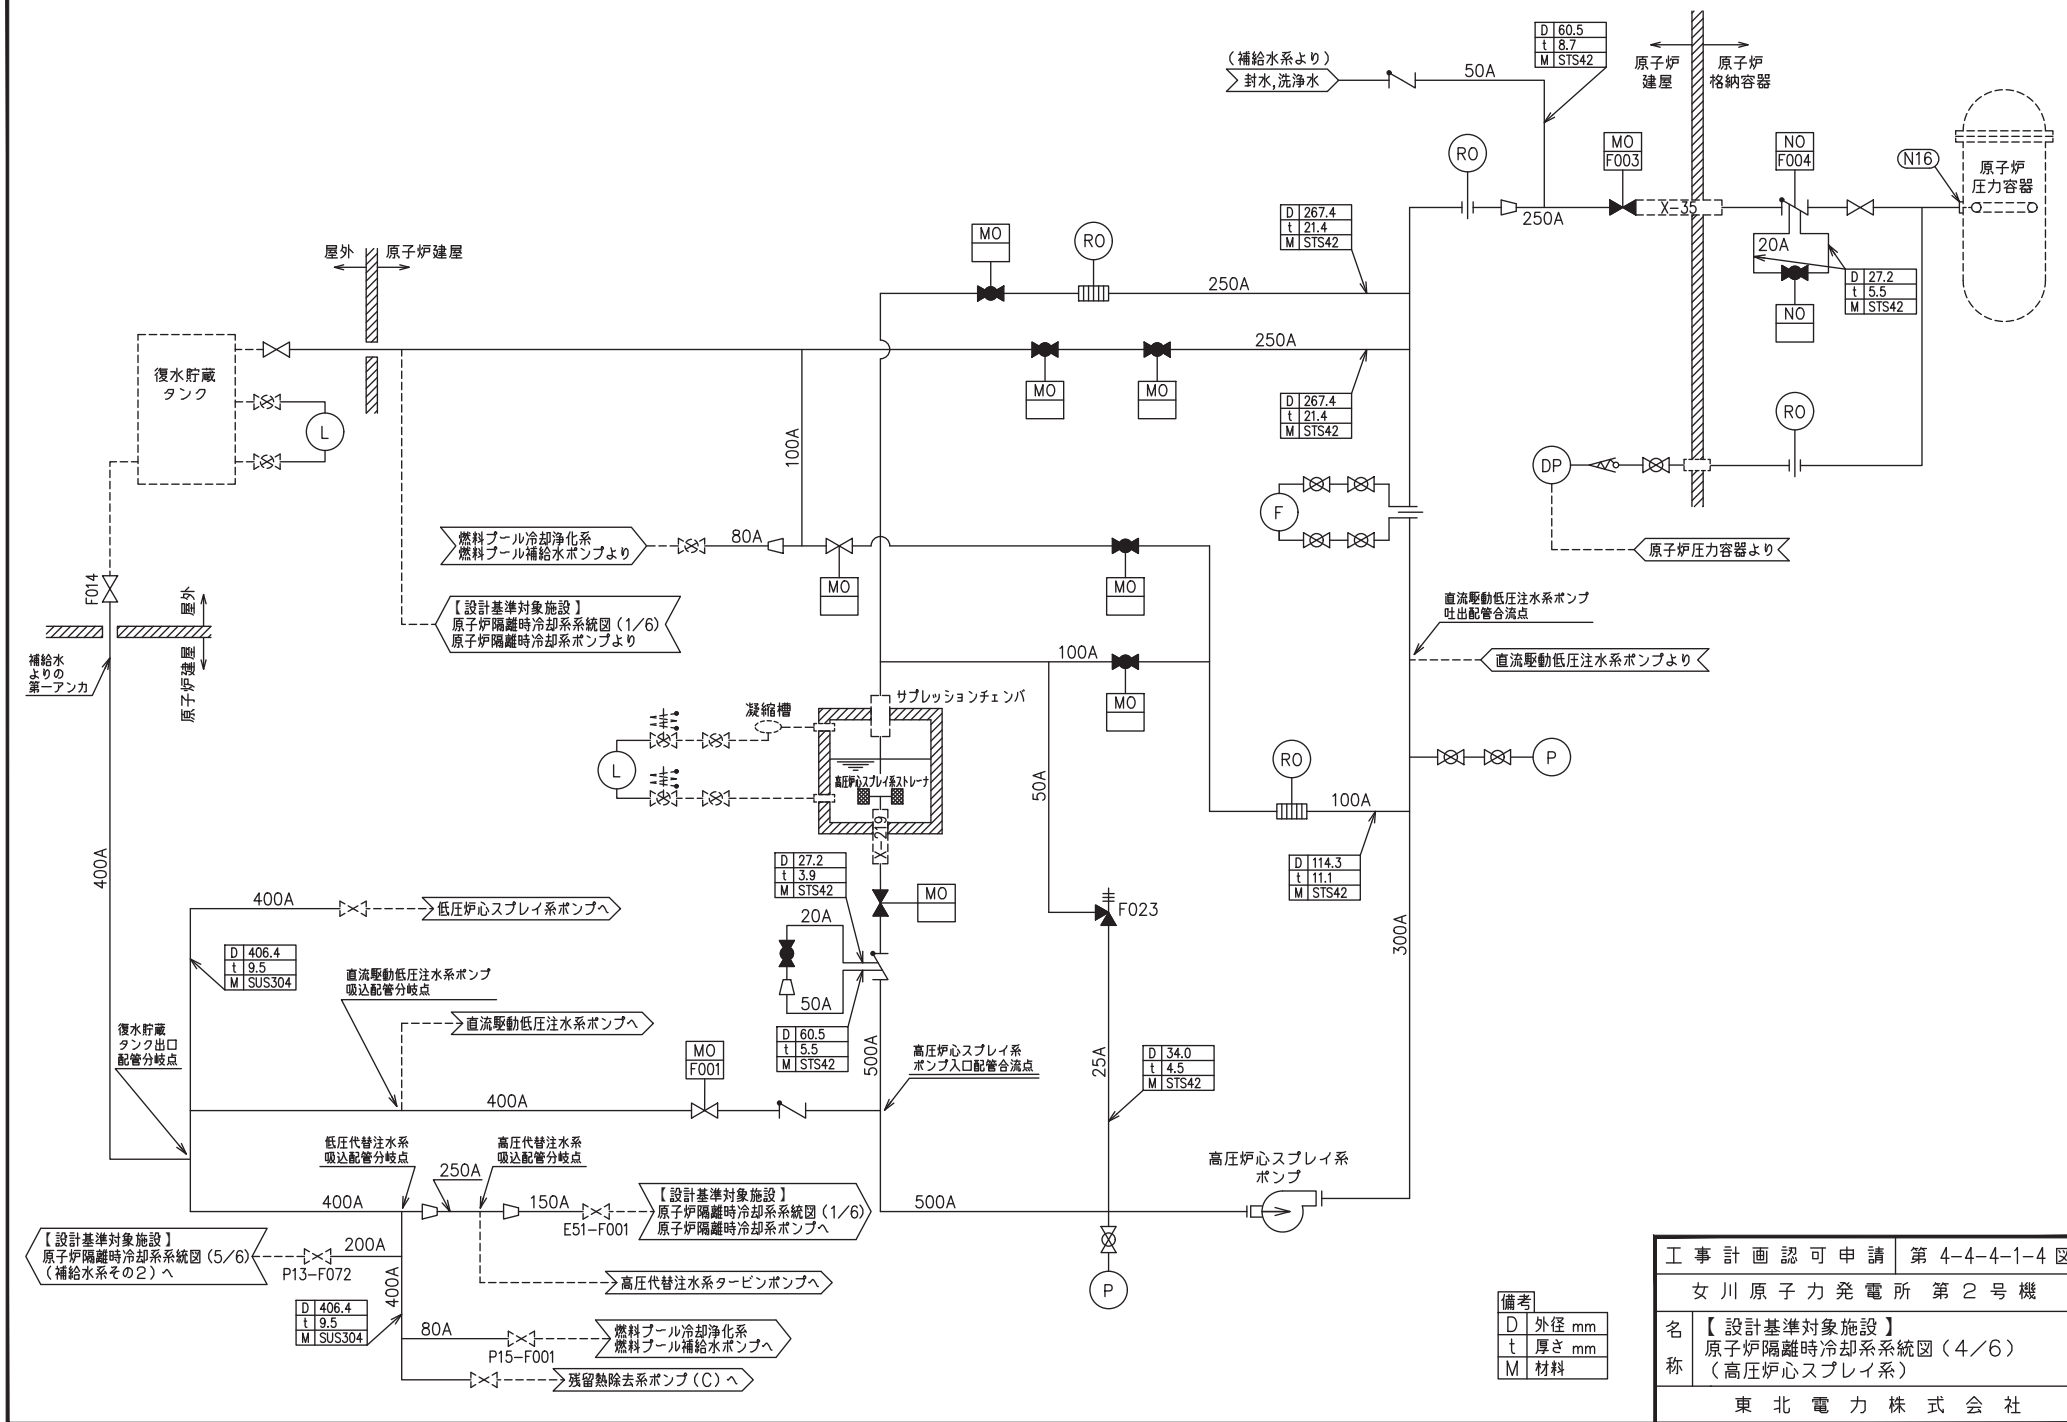 (補給水系より)
封水,洗浄水
50A
D 60.5
t 8.7
M STS42
原子炉
建屋
原子炉
格納容器
RO
MO
F003
NO
F004
N16
原子炉
圧力容器
250A
X-35
20A
D 27.2
t 5.5
M STS42
NO
D 267.4
t 21.4
M STS42
MO
RO
250A
屋外
原子炉建屋
250A
MO
MO
D 267.4
t 21.4
M STS42
復水貯蔵
タンク
L
100A
RO
DP
原子炉圧力容器より
F
燃料プール冷却浄化系
燃料プール補給水ポンプより
80A
MO
MO
F014
屋外
原子炉建屋
補給水
よりの
第一アンカ
【設計基準対象施設】
原子炉隔離時冷却系系統図(1/6)
原子炉隔離時冷却系ポンプより
直流駆動低圧注水系ポンプ
吐出配管合流点
直流駆動低圧注水系ポンプより
100A
MO
サプレッションチェンバ
凝縮槽
L
高圧炉心スプレイ系ストレーナ
X-219
50A
RO
P
100A
D 114.3
t 11.1
M STS42
400A
300A
D 27.2
t 3.9
M STS42
MO
F023
400A
低圧炉心スプレイ系ポンプへ
20A
50A
D 406.4
t 9.5
M SUS304
直流駆動低圧注水系ポンプ
吸込配管分岐点
直流駆動低圧注水系ポンプへ
D 60.5
t 5.5
M STS42
500A
復水貯蔵
タンク出口
配管分岐点
MO
F001
高圧炉心スプレイ系
ポンプ入口配管合流点
25A
D 34.0
t 4.5
M STS42
400A
低圧代替注水系
吸込配管分岐点
高圧代替注水系
吸込配管分岐点
250A
400A
150A
E51-F001
【設計基準対象施設】
原子炉隔離時冷却系系統図(1/6)
原子炉隔離時冷却系ポンプへ
500A
高圧炉心スプレイ系
ポンプ
【設計基準対象施設】
原子炉隔離時冷却系系統図(5/6)
(補給水系その2)へ
200A
P13-F072
400A
高圧代替注水系タービンポンプへ
P
D 406.4
t 9.5
M SUS304
80A
P15-F001
燃料プール冷却浄化系
燃料プール補給水ポンプへ
残留熱除去系ポンプ(C)へ
備考
D 外径 mm
t 厚さ mm
M 材料
工事計画認可申請 第 4-4-4-1-4 図
女川原子力発電所 第2号機
名称
【設計基準対象施設】
原子炉隔離時冷却系系統図(4/6)
(高圧炉心スプレイ系)
東北電力株式会社